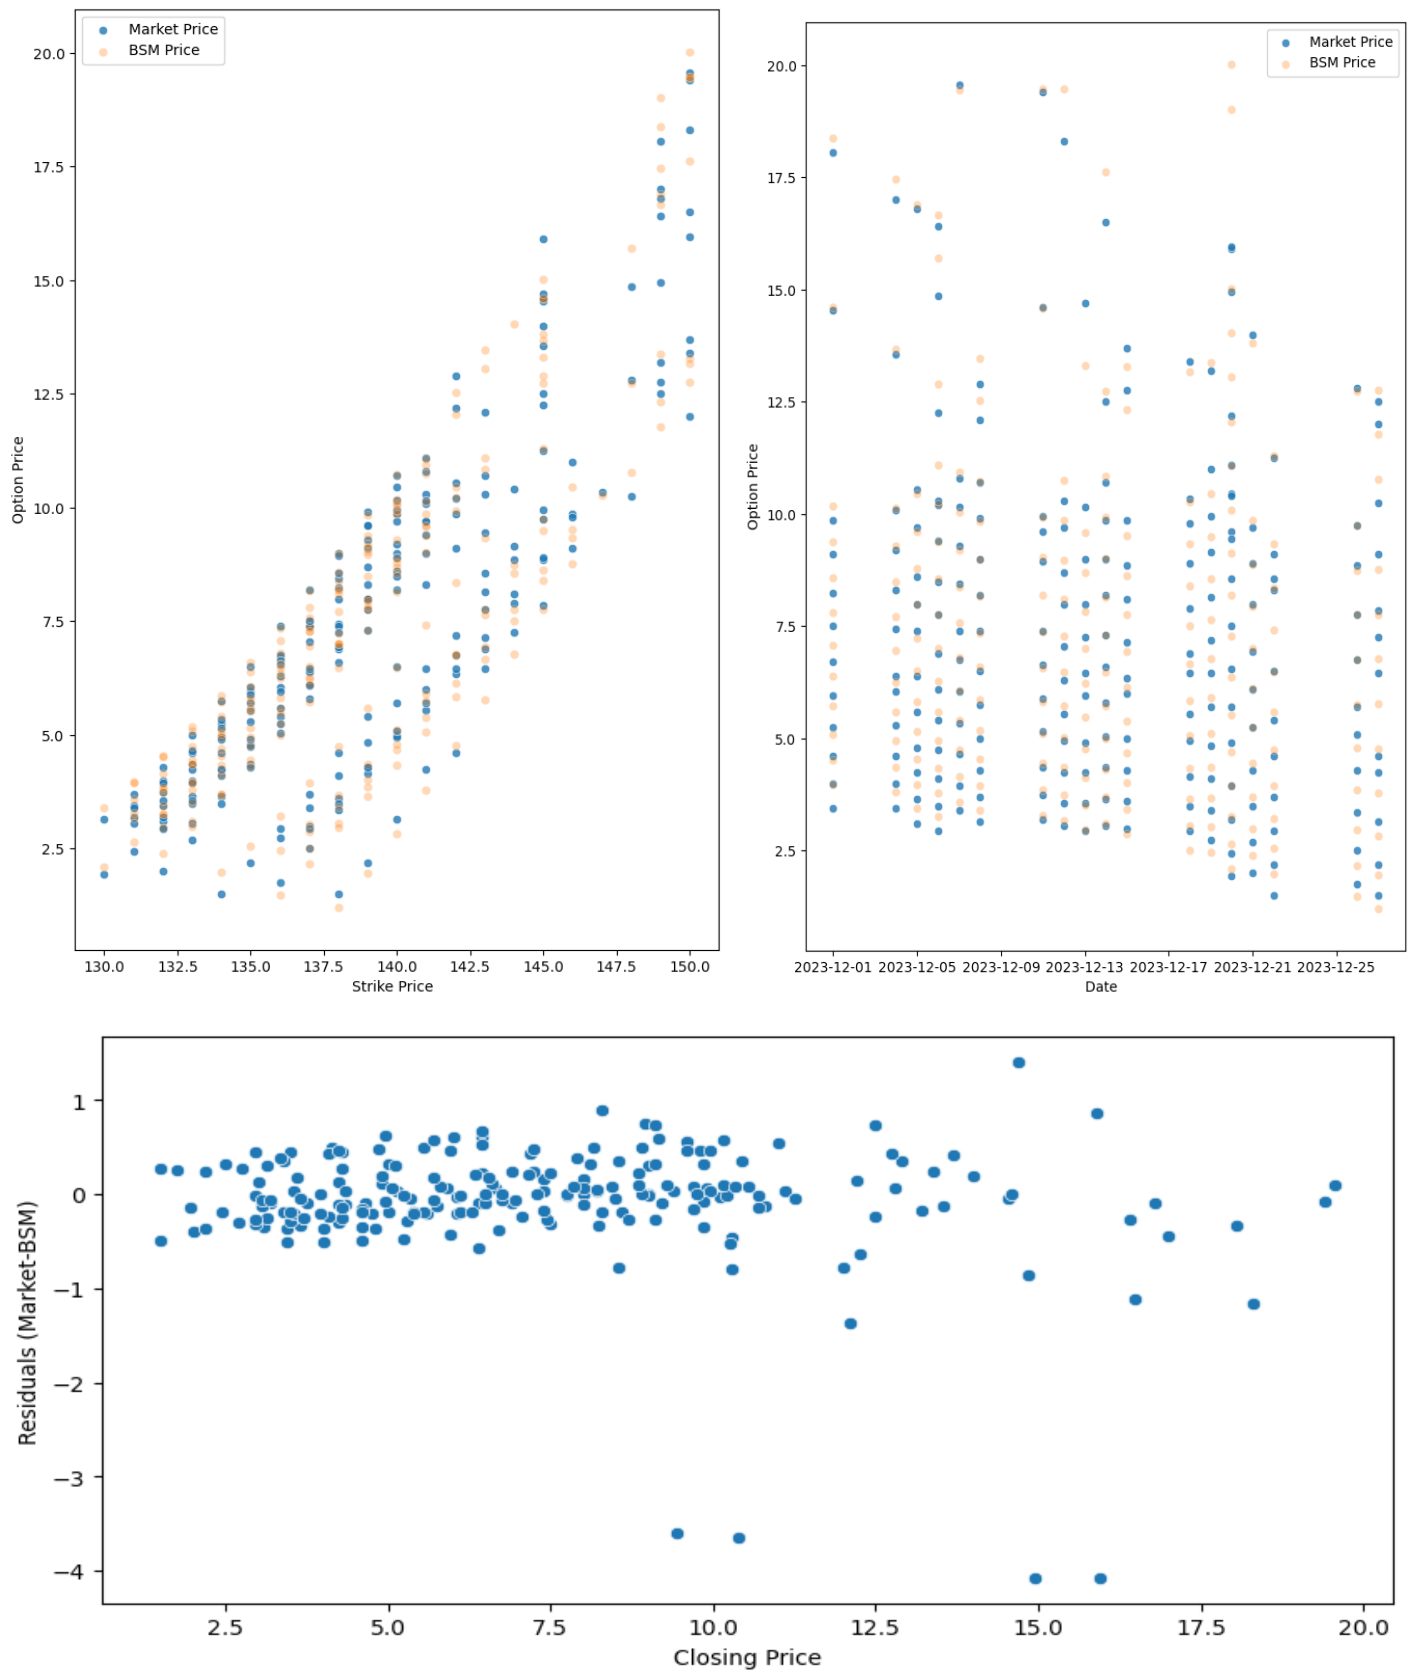 Market Price
BSM Price
20.0
17.5
15.0
12.5
10.0
7.5
5.0
2.5
Option Price
130.0 132.5 135.0 137.5 140.0 142.5 145.0 147.5 150.0
Strike Price
Market Price
BSM Price
20.0
17.5
15.0
12.5
10.0
7.5
5.0
2.5
Option Price
2023-12-01 2023-12-05 2023-12-09 2023-12-13 2023-12-17 2023-12-21 2023-12-25
Date
1
0
−1
−2
−3
−4
Residuals (Market-BSM)
2.5 5.0 7.5 10.0 12.5 15.0 17.5 20.0
Closing Price